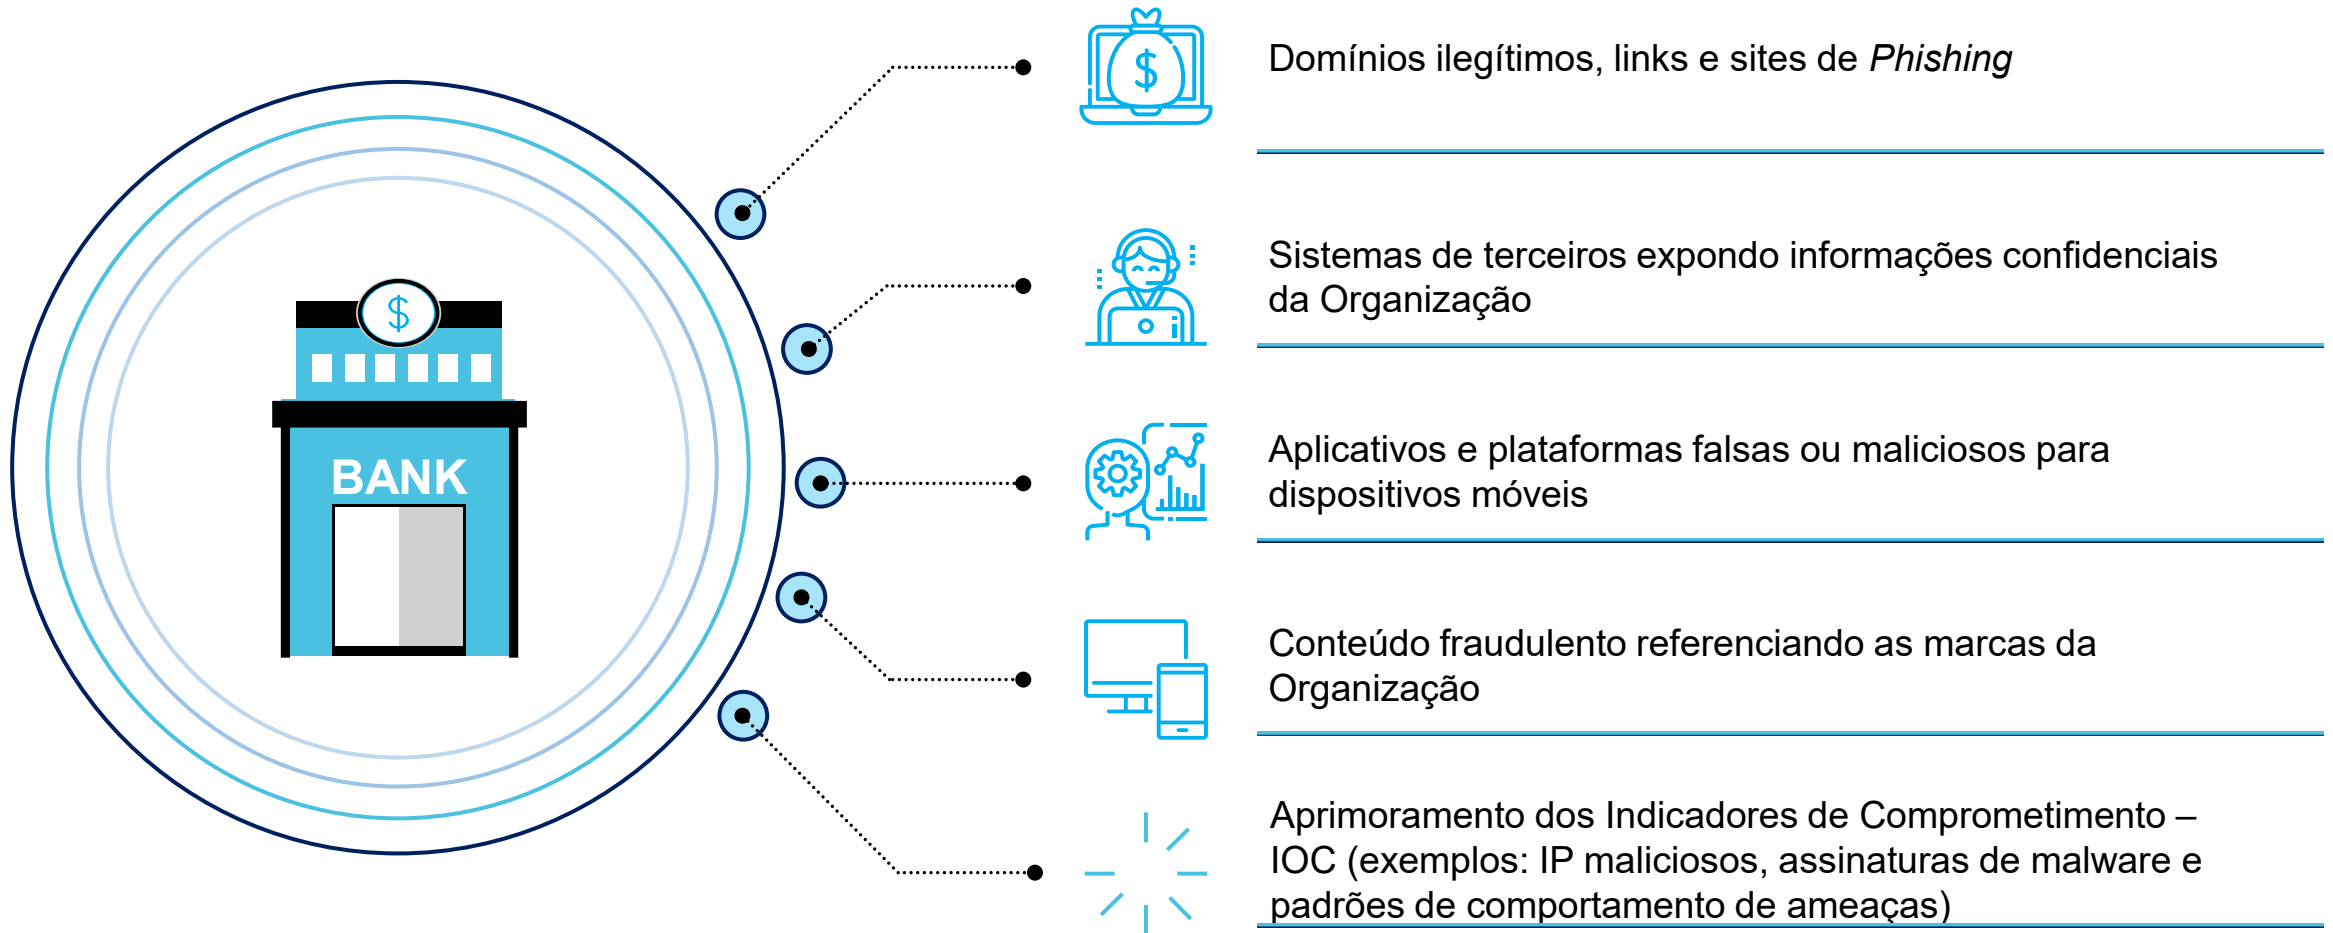 Domínios ilegítimos, links e sites de Phishing
Sistemas de terceiros expondo informações confidenciais
da Organização
Aplicativos e plataformas falsas ou maliciosos para
dispositivos móveis
Conteúdo fraudulento referenciando as marcas da
Organização
Aprimoramento dos Indicadores de Comprometimento –
IOC (exemplos: IP maliciosos, assinaturas de malware e
padrões de comportamento de ameaças)
$
$
BANK